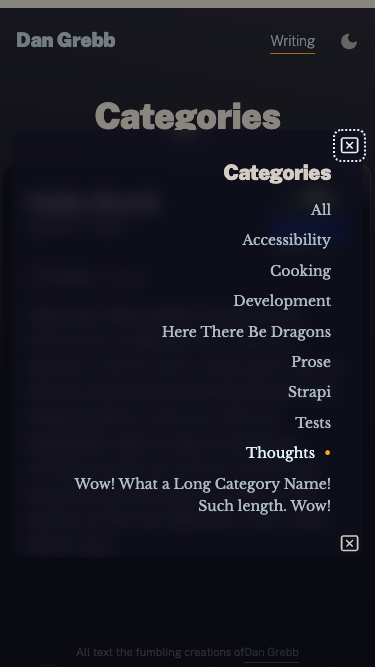 Dan Grebb
Writing
Categories
Categories
All
Accessibility
Cooking
Development
Here There Be Dragons
Prose
Strapi
Tests
Thoughts
Wow! What a Long Category Name!
Such length. Wow!
All text the fumbling creations of Dan Grebb